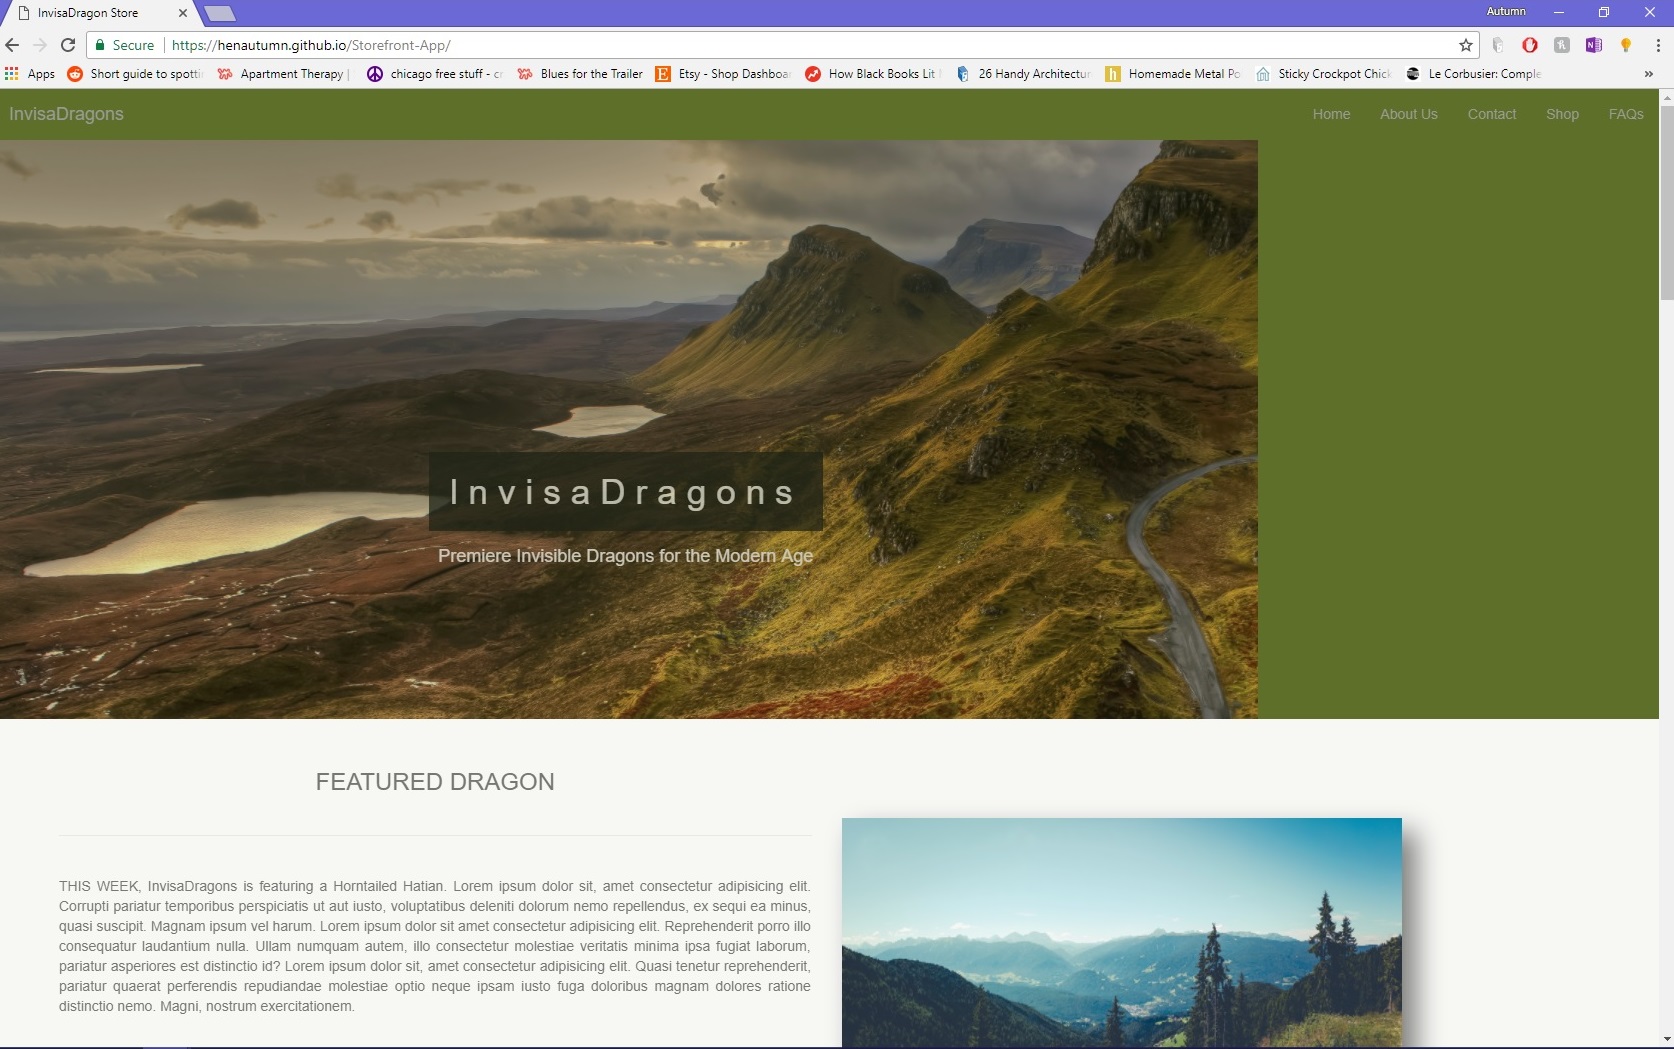 InvisaDragon Store
Autumn
Secure
https://henautumn.github.io/Storefront-App/
Apps
Short guide to spotti
Apartment Therapy |
chicago free stuff - c
Blues for the Trailer
Etsy - Shop Dashboa
How Black Books Lit
26 Handy Architectur
Homemade Metal Po
Sticky Crockpot Chick
Le Corbusier: Comple
»
InvisaDragons
Home
About Us
Contact
Shop
FAQs
InvisaDragons
Premiere Invisible Dragons for the Modern Age
FEATURED DRAGON
THIS WEEK, InvisaDragons is featuring a Horntailed Hatian. Lorem ipsum dolor sit, amet consectetur adipisicing elit.
Corrupti pariatur temporibus perspiciatis ut aut iusto, voluptatibus deleniti dolorum nemo repellendus, ex sequi ea minus,
quasi suscipit. Magnam ipsum vel harum. Lorem ipsum dolor sit amet consectetur adipisicing elit. Reprehenderit porro illo
consequatur laudantium nulla. Ullam numquam autem, illo consectetur molestiae veritatis minima ipsa fugiat laborum,
pariatur asperiores est distinctio id? Lorem ipsum dolor sit, amet consectetur adipisicing elit. Quasi tenetur reprehenderit,
pariatur quaerat perferendis repudiandae molestiae optio neque ipsam iusto fuga doloribus magnam dolores ratione
distinctio nemo. Magni, nostrum exercitationem.